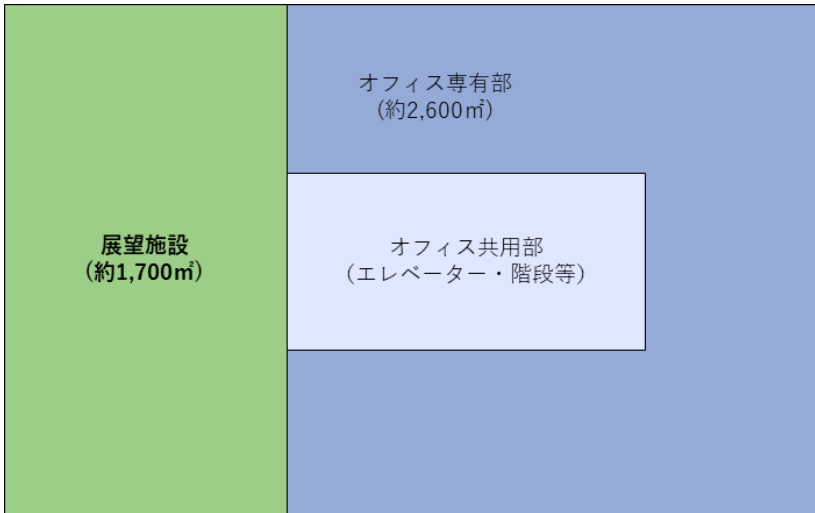 オフィス専有部
(約2,600㎡)
展望施設
(約1,700㎡)
オフィス共用部
(エレベーター・階段等)